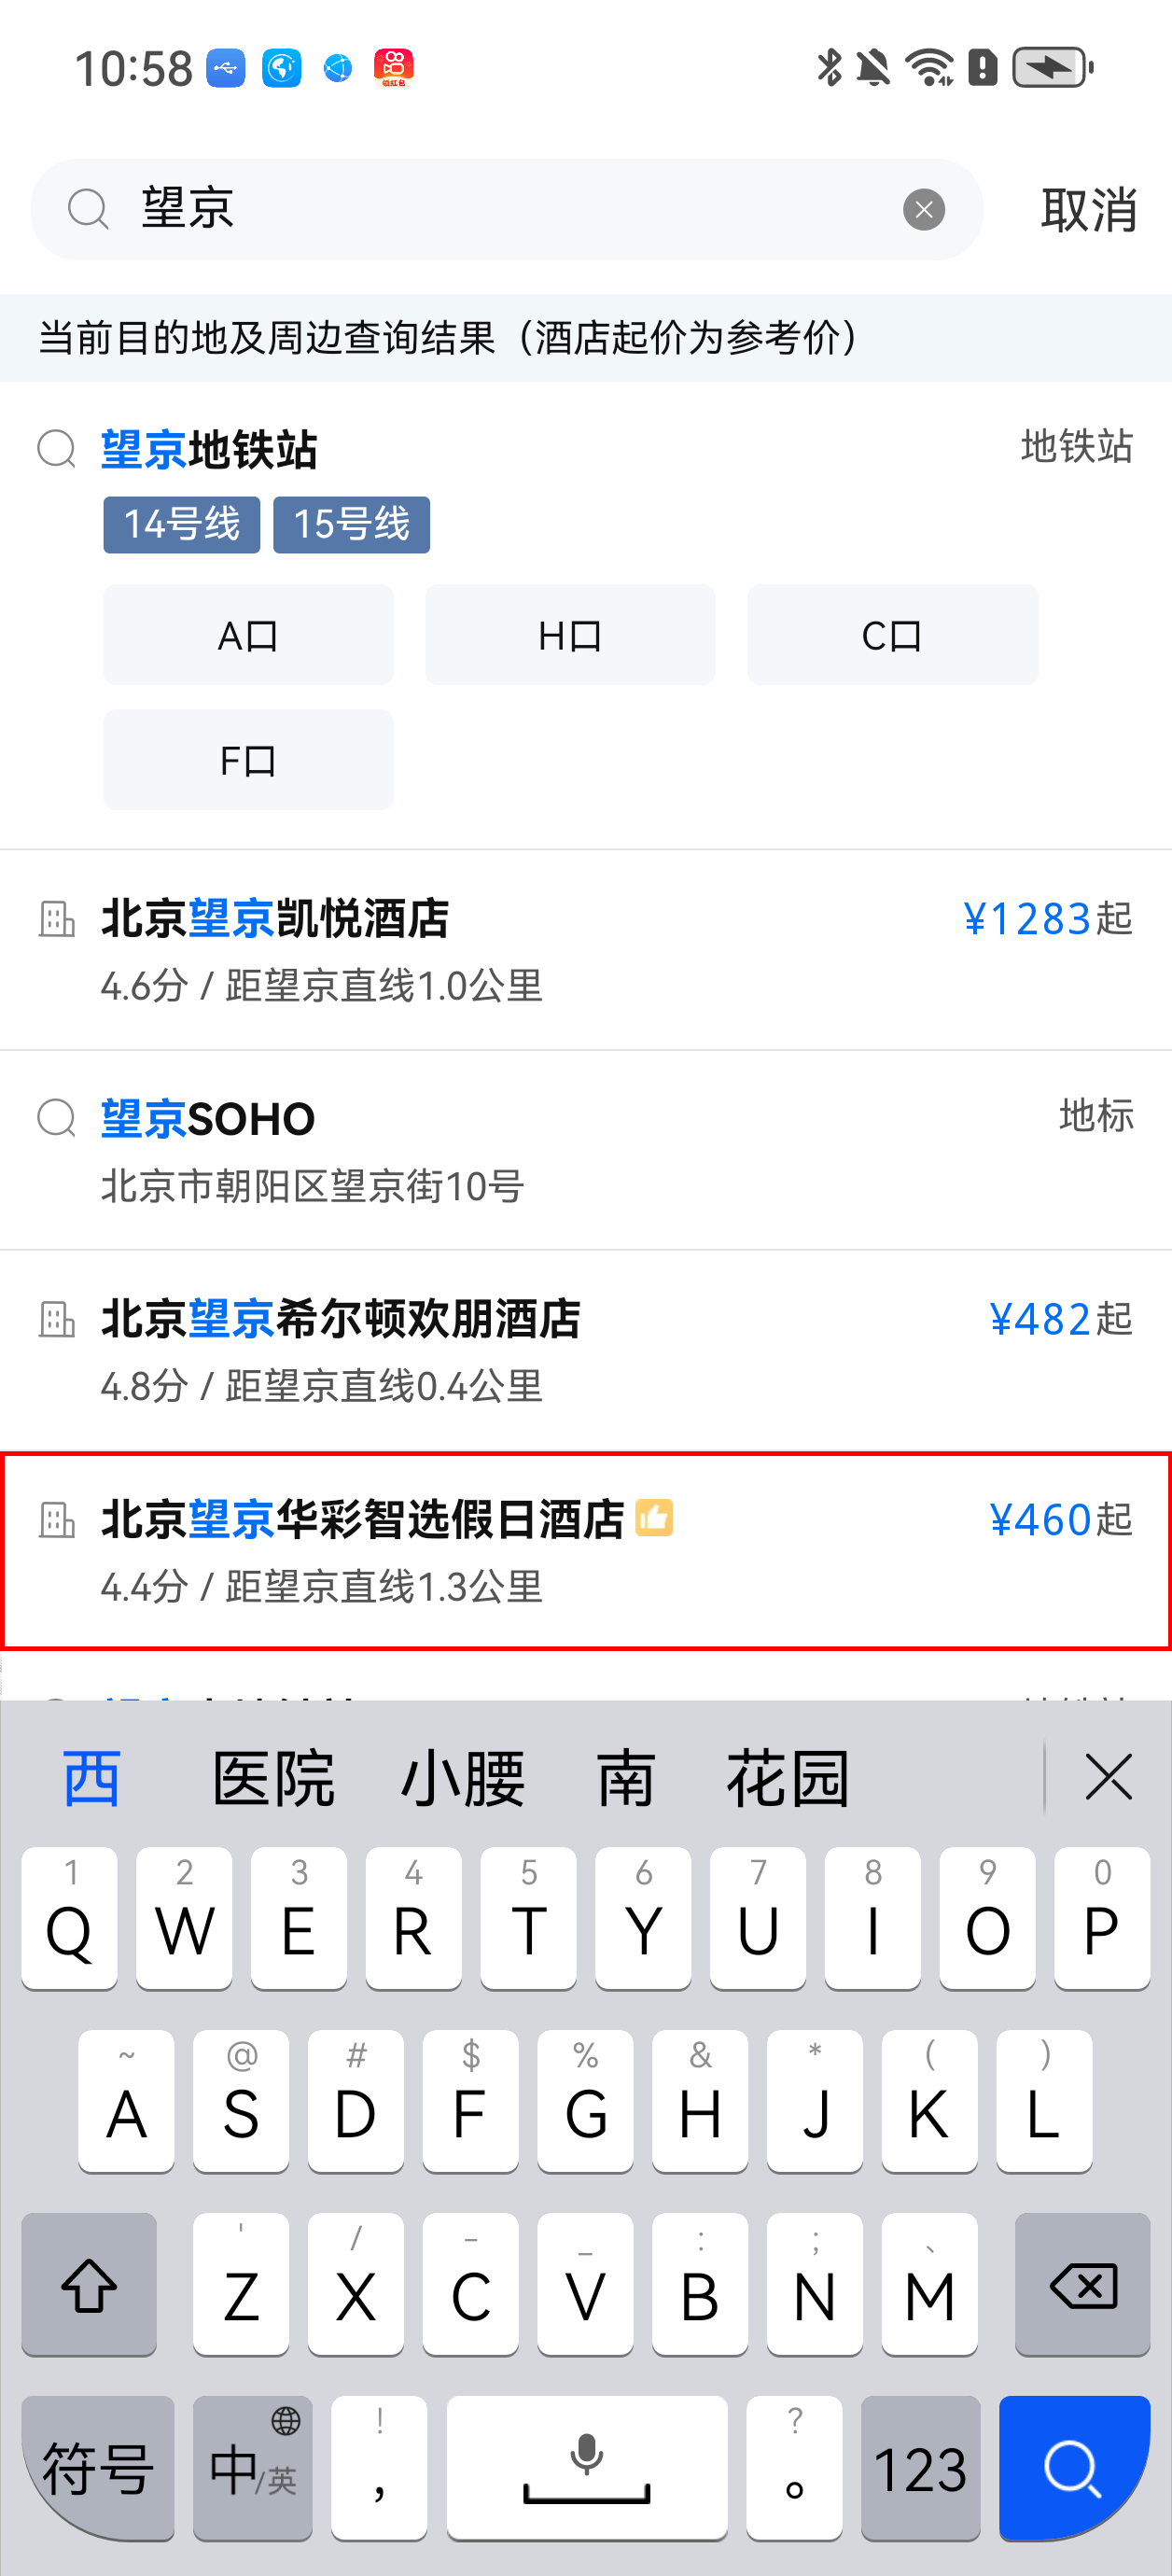 10:58
望京
取消
当前目的地及周边查询结果（酒店起价为参考价）
望京地铁站 地铁站
14号线 15号线
A口 H口 C口
F口
北京望京凯悦酒店 ¥1283起
4.6分 / 距望京直线1.0公里
望京SOHO 地标
北京市朝阳区望京街10号
北京望京希尔顿欢朋酒店 ¥482起
4.8分 / 距望京直线0.4公里
北京望京华彩智选假日酒店 ¥460起
4.4分 / 距望京直线1.3公里
西 医院 小腰 南 花园
1 2 3 4 5 6 7 8 9 0
Q W E R T Y U I O P
~ @ # $ % & * ( )
A S D F G H J K L
' / - _ : ; 、
Z X C V B N M
! ?
符号 中/英 ， 。 123